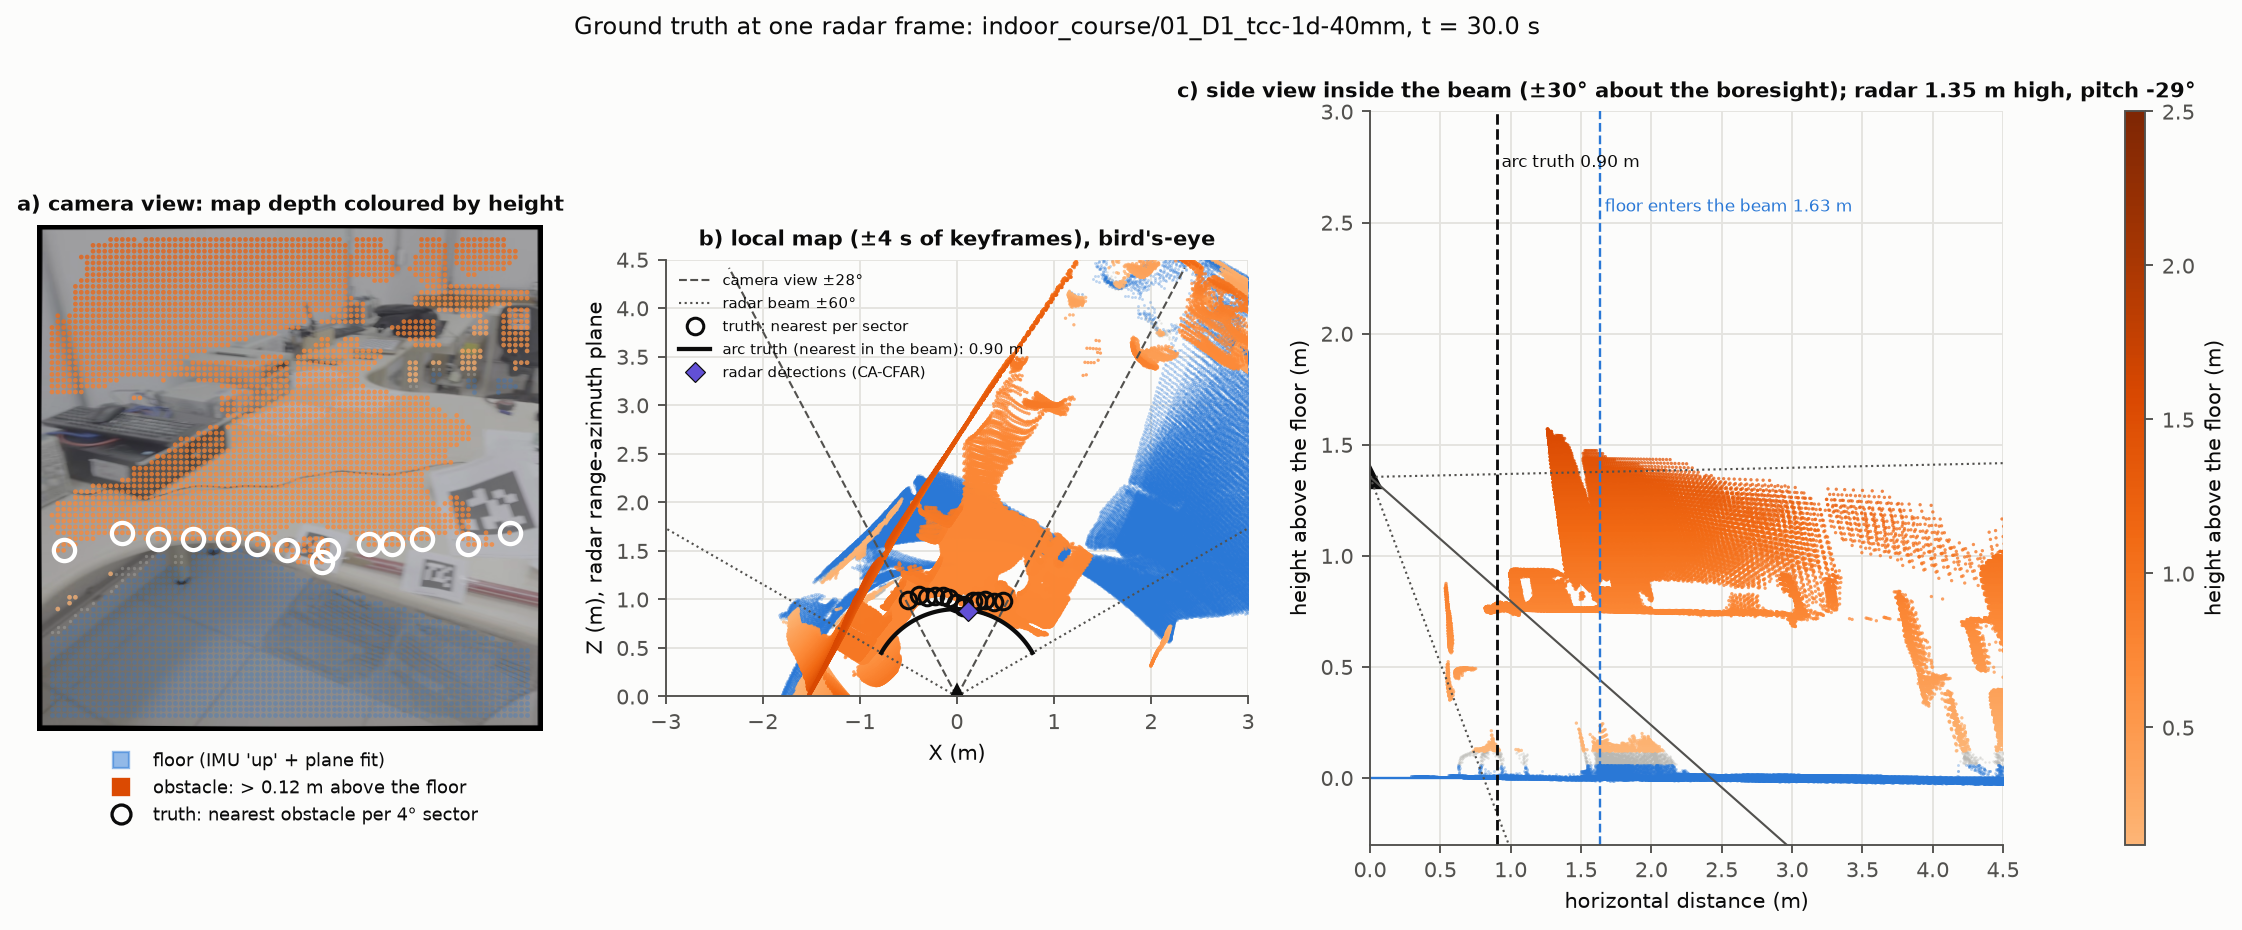 Ground truth at one radar frame: indoor_course/01_D1_tcc-1d-40mm, t = 30.0 s
a) camera view: map depth coloured by height
floor (IMU 'up' + plane fit)
obstacle: > 0.12 m above the floor
truth: nearest obstacle per 4° sector
b) local map (±4 s of keyframes), bird's-eye
camera view ±28°
radar beam ±60°
truth: nearest per sector
arc truth (nearest in the beam): 0.90 m
radar detections (CA-CFAR)
Z (m), radar range-azimuth plane
4.5
4.0
3.5
3.0
2.5
2.0
1.5
1.0
0.5
0.0
−3 −2 −1 0 1 2 3
X (m)
c) side view inside the beam (±30° about the boresight); radar 1.35 m high, pitch -29°
arc truth 0.90 m
floor enters the beam 1.63 m
height above the floor (m)
3.0
2.5
2.0
1.5
1.0
0.5
0.0
0.0 0.5 1.0 1.5 2.0 2.5 3.0 3.5 4.0 4.5
horizontal distance (m)
2.5
2.0
1.5
1.0
0.5
height above the floor (m)